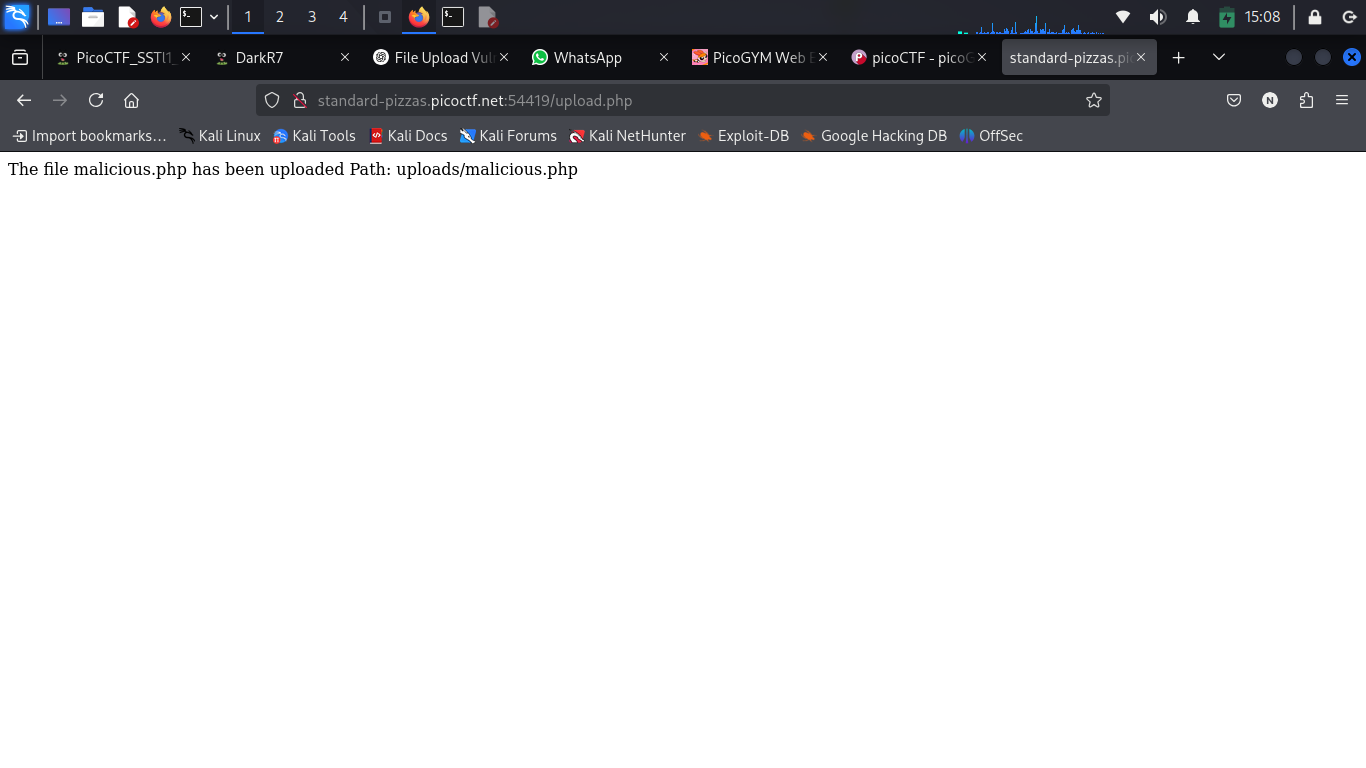 1 2 3 4 15:08
PicoCTF_SSTI1_ DarkR7 File Upload Vul WhatsApp PicoGYM Web E picoCTF - picoG standard-pizzas.pic
standard-pizzas.picoctf.net:54419/upload.php N
Import bookmarks... Kali Linux Kali Tools Kali Docs Kali Forums Kali NetHunter Exploit-DB Google Hacking DB OffSec
The file malicious.php has been uploaded Path: uploads/malicious.php